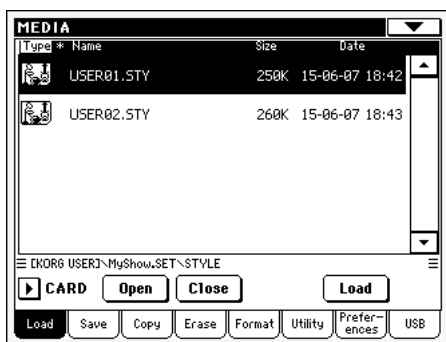 MEDIA
Type * Name Size Date
USER01.STY 250K 15-06-07 18:42
USER02.STY 260K 15-06-07 18:43
[KORG USER]\MyShow.SET\STYLE
CARD Open Close Load
Load Save Copy Erase Format Utility Prefer-
ences USB